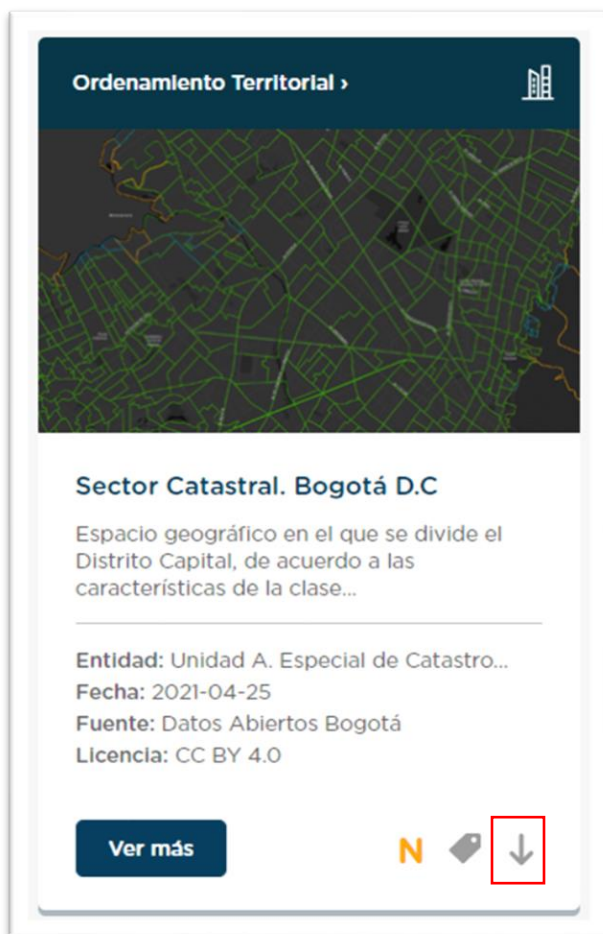 Ordenamiento Territorial ›
Sector Catastral. Bogotá D.C
Espacio geográfico en el que se divide el
Distrito Capital, de acuerdo a las
características de la clase...
Entidad: Unidad A. Especial de Catastro...
Fecha: 2021-04-25
Fuente: Datos Abiertos Bogotá
Licencia: CC BY 4.0
Ver más
N